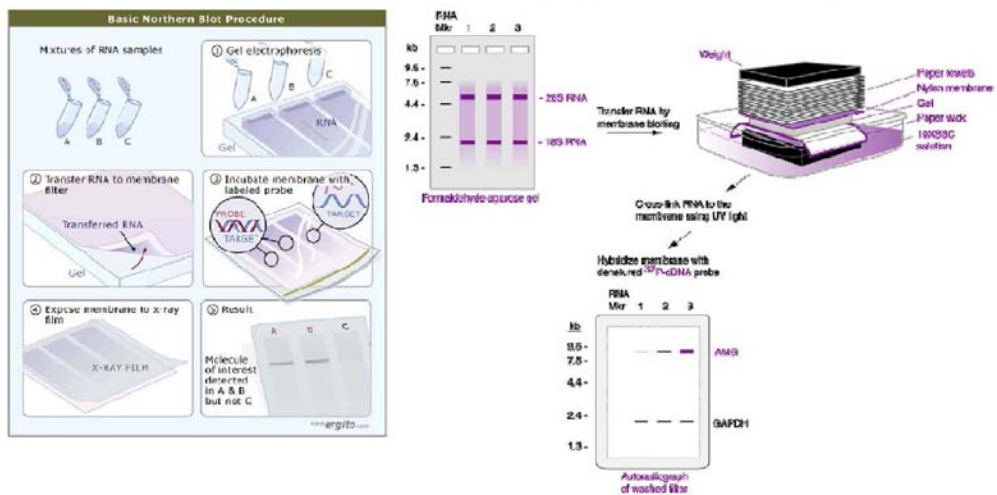 Basic Northern Blot Procedure
Mixtures of RNA samples
A B C
① Gel electrophoresis
A
B
C
RNA
Gel
② Transfer RNA to membrane
filter
Transferred RNA
Gel
③ Incubate membrane with
labeled probe
PROBE
TARGET
TARGET
④ Expose membrane to x-ray
film
X-RAY FILM
⑤ Result
A B C
Molecule
of interest
detected
in A & B
but not C
www.ergito.com
RNA
Mkr 1 2 3
kb
9.5 -
7.5 -
4.4 -
2.4 -
1.3 -
- 28S RNA
- 18S RNA
Formaldehyde-agarose gel
Transfer RNA by
membrane blotting
Weight
Paper towels
Nylon membrane
Gel
Paper wick
10XSSC
solution
Cross-link RNA to the
membrane using UV light
Hybridize membrane with
denatured ³²P-cDNA probe
RNA
Mkr 1 2 3
kb
9.5 -
7.5 -
4.4 -
2.4 -
1.3 -
GAPDH
Autoradiograph
of washed filter